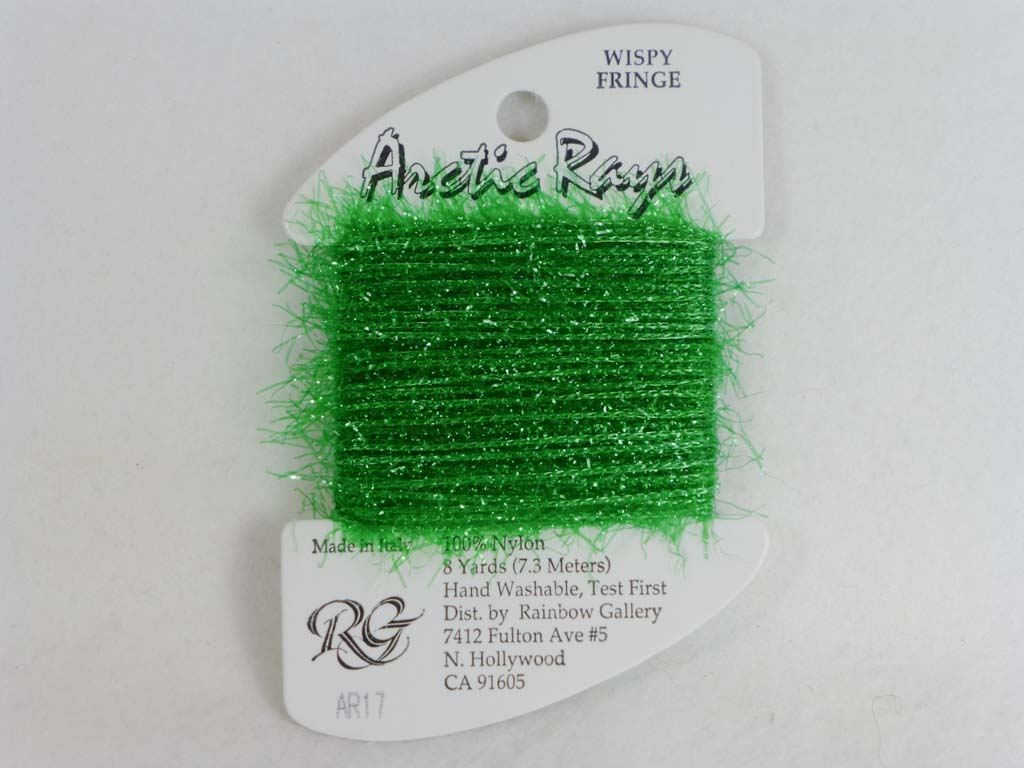 WISPY
FRINGE
Arctic Rays
Made in Italy
100% Nylon
8 Yards (7.3 Meters)
Hand Washable, Test First
Dist. by Rainbow Gallery
7412 Fulton Ave #5
N. Hollywood
CA 91605
RG
AR17